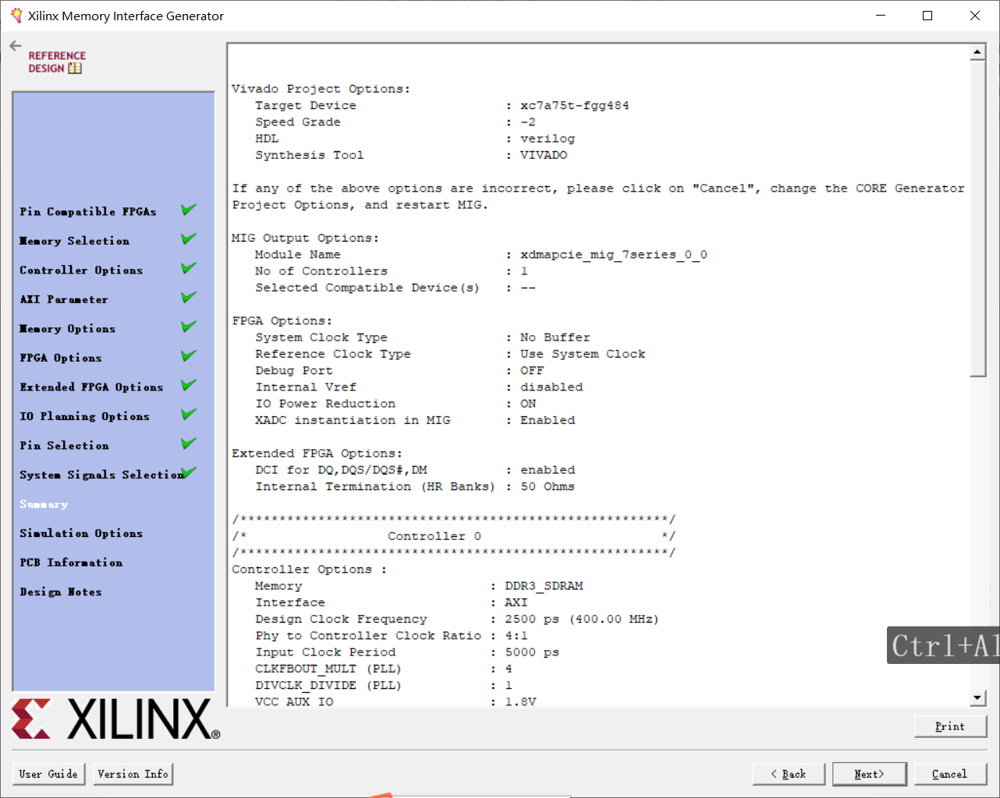 Xilinx Memory Interface Generator
REFERENCE
DESIGN
Pin Compatible FPGAs
Memory Selection
Controller Options
AXI Parameter
Memory Options
FPGA Options
Extended FPGA Options
IO Planning Options
Pin Selection
System Signals Selection
Summary
Simulation Options
PCB Information
Design Notes
Vivado Project Options:
Target Device : xc7a75t-fgg484
Speed Grade : -2
HDL : verilog
Synthesis Tool : VIVADO
If any of the above options are incorrect, please click on "Cancel", change the CORE Generator
Project Options, and restart MIG.
MIG Output Options:
Module Name : xdmapcie_mig_7series_0_0
No of Controllers : 1
Selected Compatible Device(s) : --
FPGA Options:
System Clock Type : No Buffer
Reference Clock Type : Use System Clock
Debug Port : OFF
Internal Vref : disabled
IO Power Reduction : ON
XADC instantiation in MIG : Enabled
Extended FPGA Options:
DCI for DQ,DQS/DQS#,DM : enabled
Internal Termination (HR Banks) : 50 Ohms
/*******************************************************/
/* Controller 0 */
/*******************************************************/
Controller Options :
Memory : DDR3_SDRAM
Interface : AXI
Design Clock Frequency : 2500 ps (400.00 MHz)
Phy to Controller Clock Ratio : 4:1
Input Clock Period : 5000 ps
CLKFBOUT_MULT (PLL) : 4
DIVCLK_DIVIDE (PLL) : 1
VCC_AUX IO : 1.8V
Ctrl+Al
XILINX®
Print
User Guide
Version Info
< Back
Next>
Cancel